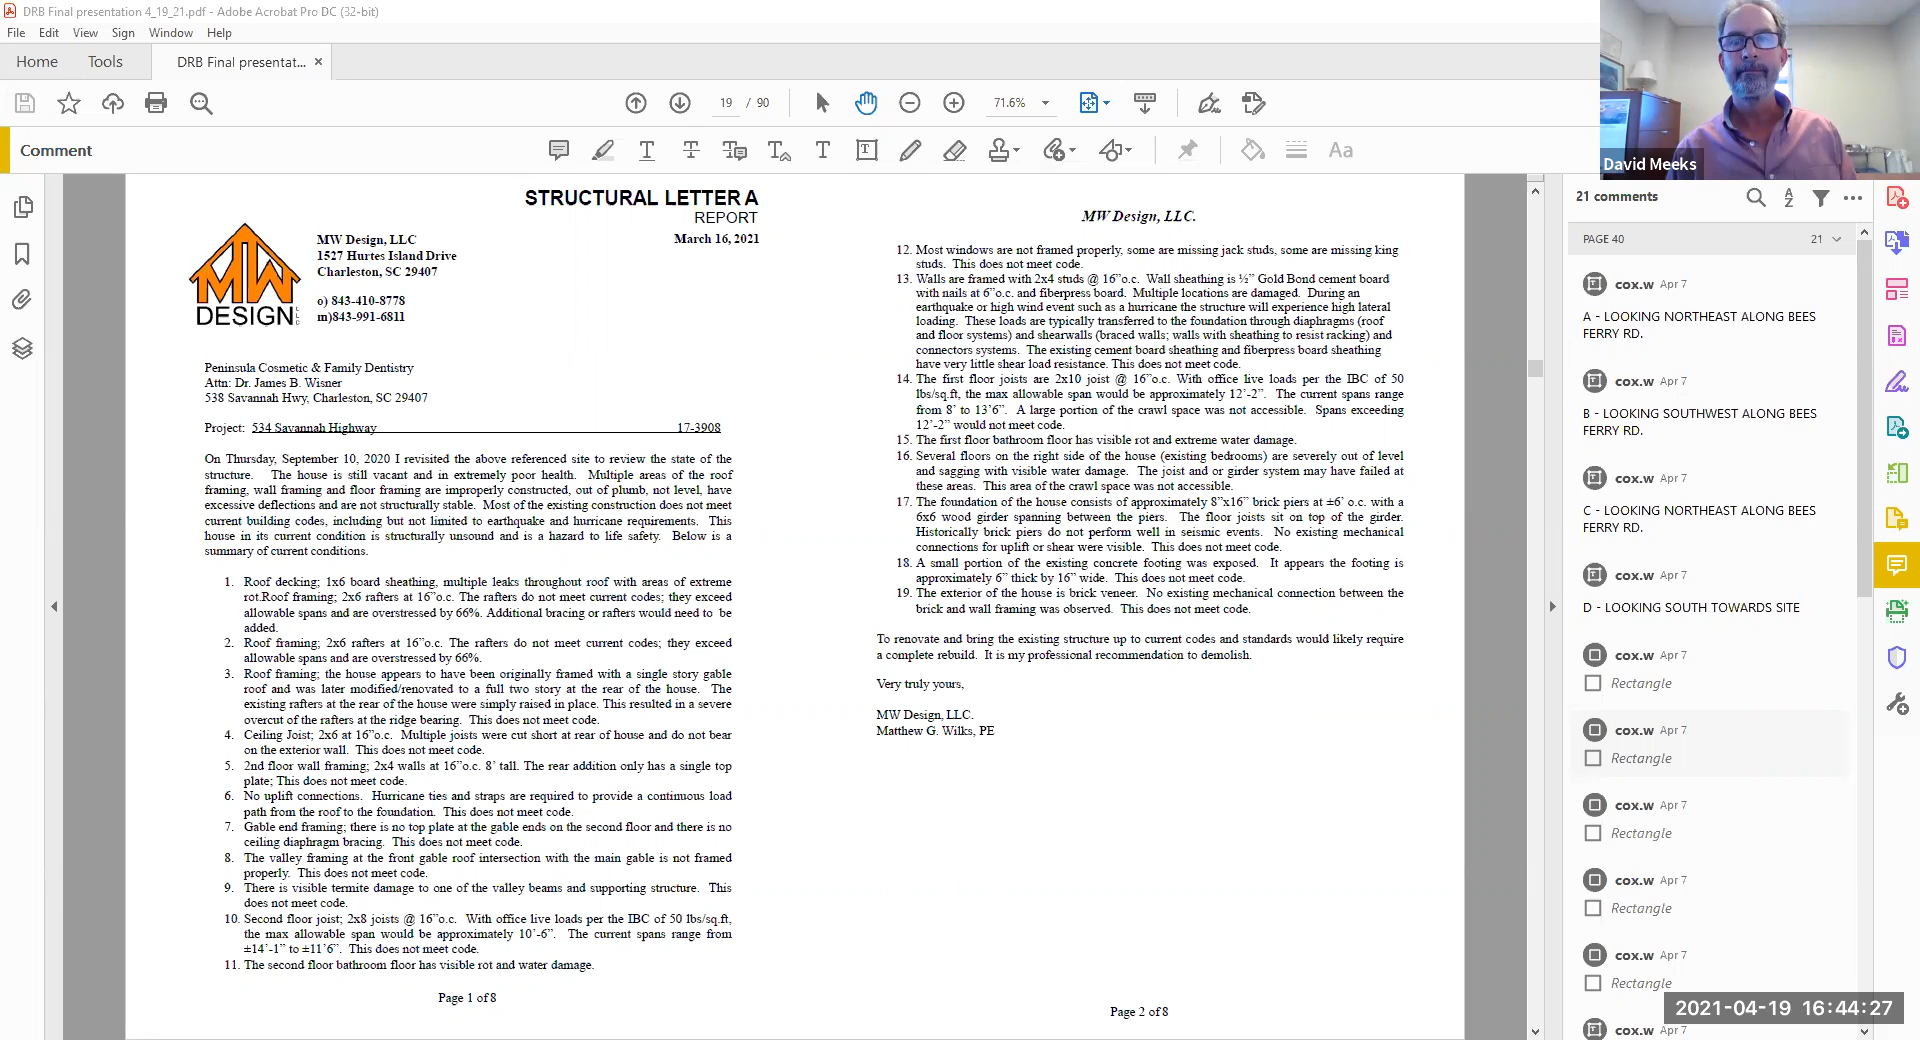 DRB Final presentation 4_19_21.pdf - Adobe Acrobat Pro DC (32-bit)
File Edit View Sign Window Help
Home Tools DRB Final presentat... ×
19 / 90 71.6%
Comment
Aa
David Meeks
STRUCTURAL LETTER A
REPORT
March 16, 2021
MW
DESIGN LLC
MW Design, LLC
1527 Hurtes Island Drive
Charleston, SC 29407
o) 843-410-8778
m)843-991-6811
Peninsula Cosmetic & Family Dentistry
Attn: Dr. James B. Wisner
538 Savannah Hwy, Charleston, SC 29407
Project: 534 Savannah Highway 17-3908
On Thursday, September 10, 2020 I revisited the above referenced site to review the state of the
structure. The house is still vacant and in extremely poor health. Multiple areas of the roof
framing, wall framing and floor framing are improperly constructed, out of plumb, not level, have
excessive deflections and are not structurally stable. Most of the existing construction does not meet
current building codes, including but not limited to earthquake and hurricane requirements. This
house in its current condition is structurally unsound and is a hazard to life safety. Below is a
summary of current conditions.
1. Roof decking; 1x6 board sheathing, multiple leaks throughout roof with areas of extreme
rot.Roof framing; 2x6 rafters at 16”o.c. The rafters do not meet current codes; they exceed
allowable spans and are overstressed by 66%. Additional bracing or rafters would need to be
added.
2. Roof framing; 2x6 rafters at 16”o.c. The rafters do not meet current codes; they exceed
allowable spans and are overstressed by 66%.
3. Roof framing; the house appears to have been originally framed with a single story gable
roof and was later modified/renovated to a full two story at the rear of the house. The
existing rafters at the rear of the house were simply raised in place. This resulted in a severe
overcut of the rafters at the ridge bearing. This does not meet code.
4. Ceiling Joist; 2x6 at 16”o.c. Multiple joists were cut short at rear of house and do not bear
on the exterior wall. This does not meet code.
5. 2nd floor wall framing; 2x4 walls at 16”o.c. 8’ tall. The rear addition only has a single top
plate; This does not meet code.
6. No uplift connections. Hurricane ties and straps are required to provide a continuous load
path from the roof to the foundation. This does not meet code.
7. Gable end framing; there is no top plate at the gable ends on the second floor and there is no
ceiling diaphragm bracing. This does not meet code.
8. The valley framing at the front gable roof intersection with the main gable is not framed
properly. This does not meet code.
9. There is visible termite damage to one of the valley beams and supporting structure. This
does not meet code.
10. Second floor joist; 2x8 joists @ 16”o.c. With office live loads per the IBC of 50 lbs/sq.ft,
the max allowable span would be approximately 10’-6”. The current spans range from
±14’-1” to ±11’6”. This does not meet code.
11. The second floor bathroom floor has visible rot and water damage.
Page 1 of 8
MW Design, LLC.
12. Most windows are not framed properly, some are missing jack studs, some are missing king
studs. This does not meet code.
13. Walls are framed with 2x4 studs @ 16”o.c. Wall sheathing is ½” Gold Bond cement board
with nails at 6”o.c. and fiberpress board. Multiple locations are damaged. During an
earthquake or high wind event such as a hurricane the structure will experience high lateral
loading. These loads are typically transferred to the foundation through diaphragms (roof
and floor systems) and shearwalls (braced walls; walls with sheathing to resist racking) and
connectors systems. The existing cement board sheathing and fiberpress board sheathing
have very little shear load resistance. This does not meet code.
14. The first floor joists are 2x10 joist @ 16”o.c. With office live loads per the IBC of 50
lbs/sq.ft, the max allowable span would be approximately 12’-2”. The current spans range
from 8’ to 13’6”. A large portion of the crawl space was not accessible. Spans exceeding
12’-2” would not meet code.
15. The first floor bathroom floor has visible rot and extreme water damage.
16. Several floors on the right side of the house (existing bedrooms) are severely out of level
and sagging with visible water damage. The joist and or girder system may have failed at
these areas. This area of the crawl space was not accessible.
17. The foundation of the house consists of approximately 8”x16” brick piers at ±6’ o.c. with a
6x6 wood girder spanning between the piers. The floor joists sit on top of the girder.
Historically brick piers do not perform well in seismic events. No existing mechanical
connections for uplift or shear were visible. This does not meet code.
18. A small portion of the existing concrete footing was exposed. It appears the footing is
approximately 6” thick by 16” wide. This does not meet code.
19. The exterior of the house is brick veneer. No existing mechanical connection between the
brick and wall framing was observed. This does not meet code.
To renovate and bring the existing structure up to current codes and standards would likely require
a complete rebuild. It is my professional recommendation to demolish.
Very truly yours,
MW Design, LLC.
Matthew G. Wilks, PE
Page 2 of 8
21 comments
PAGE 40 21
cox.w Apr 7
A - LOOKING NORTHEAST ALONG BEES
FERRY RD.
cox.w Apr 7
B - LOOKING SOUTHWEST ALONG BEES
FERRY RD.
cox.w Apr 7
C - LOOKING NORTHEAST ALONG BEES
FERRY RD.
cox.w Apr 7
D - LOOKING SOUTH TOWARDS SITE
cox.w Apr 7
Rectangle
cox.w Apr 7
Rectangle
cox.w Apr 7
Rectangle
cox.w Apr 7
Rectangle
cox.w Apr 7
Rectangle
cox.w Apr 7
2021-04-19 16:44:27